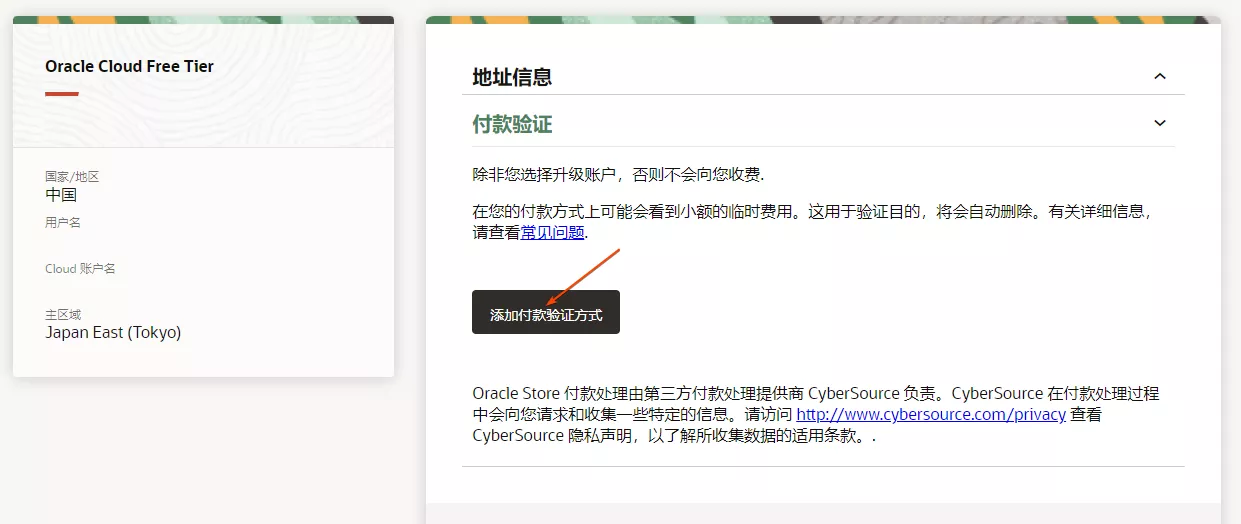 Oracle Cloud Free Tier
国家/地区
中国
用户名
Cloud 账户名
主区域
Japan East (Tokyo)
地址信息
付款验证
除非您选择升级账户，否则不会向您收费.
在您的付款方式上可能会看到小额的临时费用。这用于验证目的，将会自动删除。有关详细信息，
请查看常见问题.
添加付款验证方式
Oracle Store 付款处理由第三方付款处理提供商 CyberSource 负责。CyberSource 在付款处理过程
中会向您请求和收集一些特定的信息。请访问 http://www.cybersource.com/privacy 查看
CyberSource 隐私声明，以了解所收集数据的适用条款。.